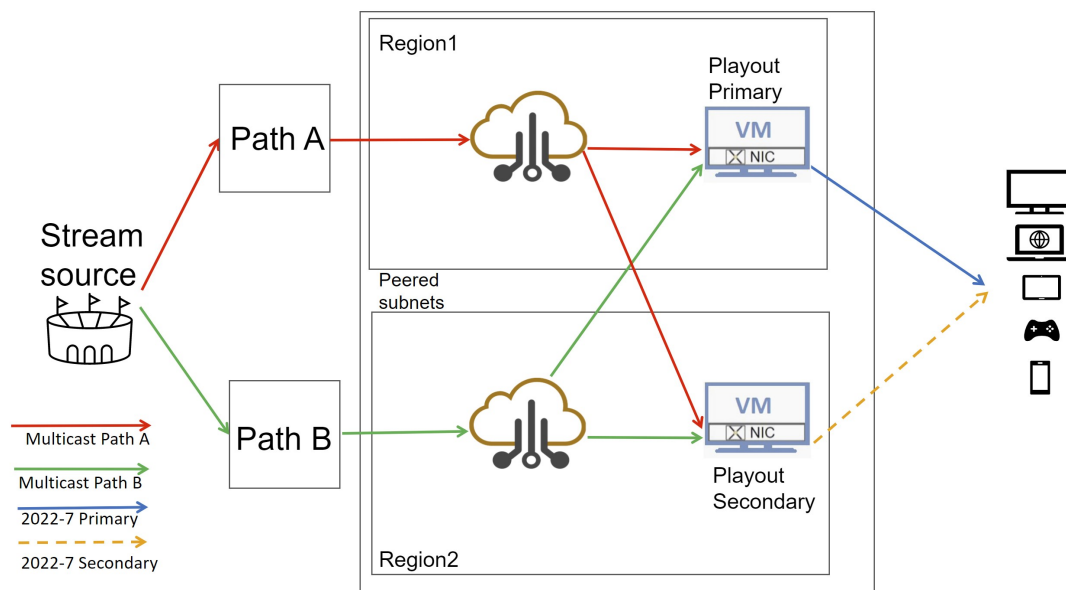 Region1
Playout
Primary
VM
NIC
Path A
Stream
source
Peered
subnets
Path B
VM
NIC
Playout
Secondary
Region2
Multicast Path A
Multicast Path B
2022-7 Primary
2022-7 Secondary